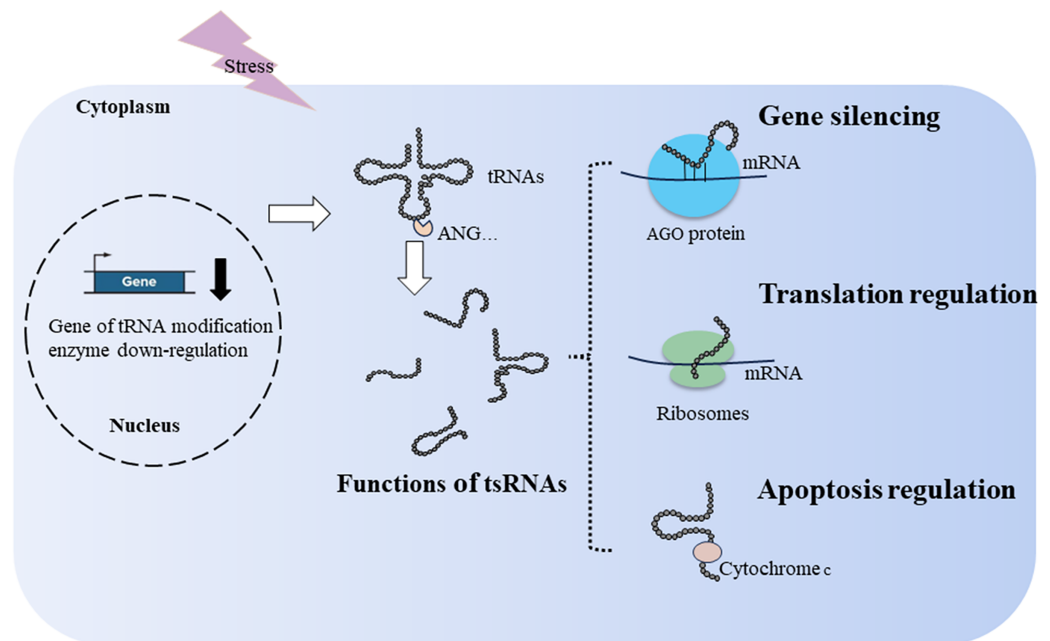 Stress
Cytoplasm
Gene
Gene of tRNA modification
enzyme down-regulation
Nucleus
tRNAs
ANG...
Functions of tsRNAs
Gene silencing
mRNA
AGO protein
Translation regulation
mRNA
Ribosomes
Apoptosis regulation
Cytochrome c